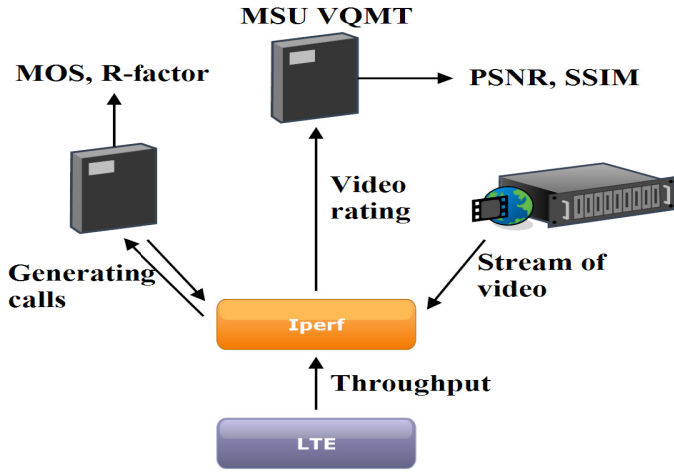 MSU VQMT
MOS, R-factor
PSNR, SSIM
Video
rating
Generating
calls
Stream of
video
Iperf
Throughput
LTE